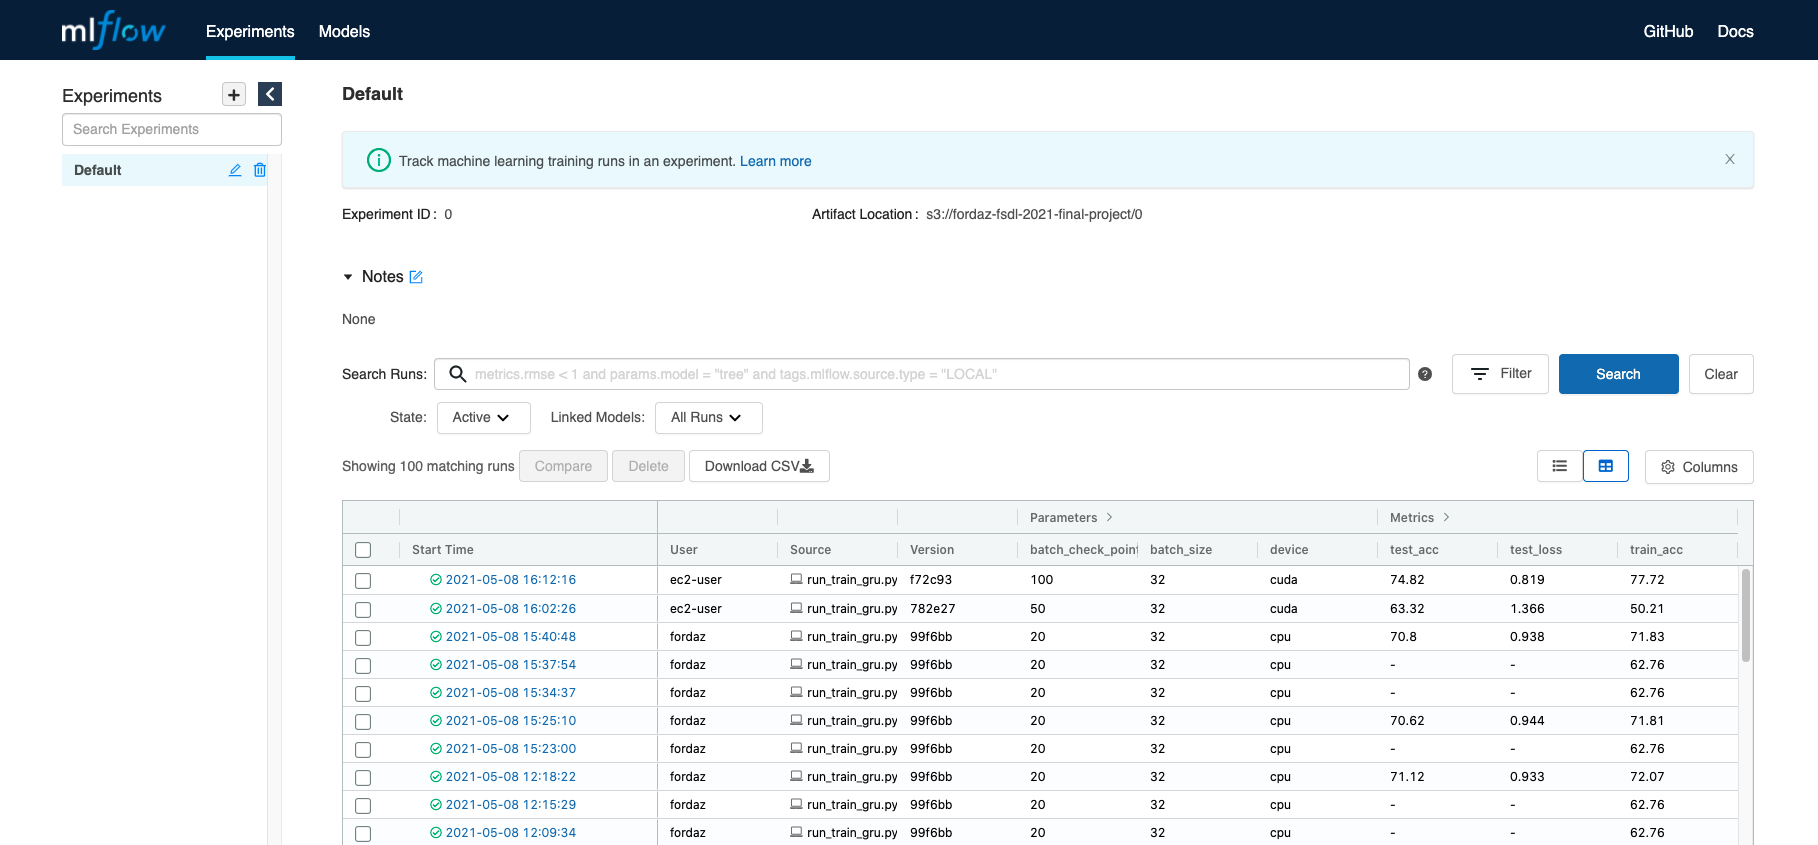 mlflow Experiments Models GitHub Docs
Experiments
Search Experiments
Default
Default
Track machine learning training runs in an experiment. Learn more
Experiment ID: 0 Artifact Location: s3://fordaz-fsdl-2021-final-project/0
Notes
None
Search Runs: metrics.rmse < 1 and params.model = "tree" and tags.mlflow.source.type = "LOCAL" Filter Search Clear
State: Active Linked Models: All Runs
Showing 100 matching runs Compare Delete Download CSV Columns
Parameters > Metrics >
Start Time User Source Version batch_check_point batch_size device test_acc test_loss train_acc
2021-05-08 16:12:16 ec2-user run_train_gru.py f72c93 100 32 cuda 74.82 0.819 77.72
2021-05-08 16:02:26 ec2-user run_train_gru.py 782e27 50 32 cuda 63.32 1.366 50.21
2021-05-08 15:40:48 fordaz run_train_gru.py 99f6bb 20 32 cpu 70.8 0.938 71.83
2021-05-08 15:37:54 fordaz run_train_gru.py 99f6bb 20 32 cpu - - 62.76
2021-05-08 15:34:37 fordaz run_train_gru.py 99f6bb 20 32 cpu - - 62.76
2021-05-08 15:25:10 fordaz run_train_gru.py 99f6bb 20 32 cpu 70.62 0.944 71.81
2021-05-08 15:23:00 fordaz run_train_gru.py 99f6bb 20 32 cpu - - 62.76
2021-05-08 12:18:22 fordaz run_train_gru.py 99f6bb 20 32 cpu 71.12 0.933 72.07
2021-05-08 12:15:29 fordaz run_train_gru.py 99f6bb 20 32 cpu - - 62.76
2021-05-08 12:09:34 fordaz run_train_gru.py 99f6bb 20 32 cpu - - 62.76